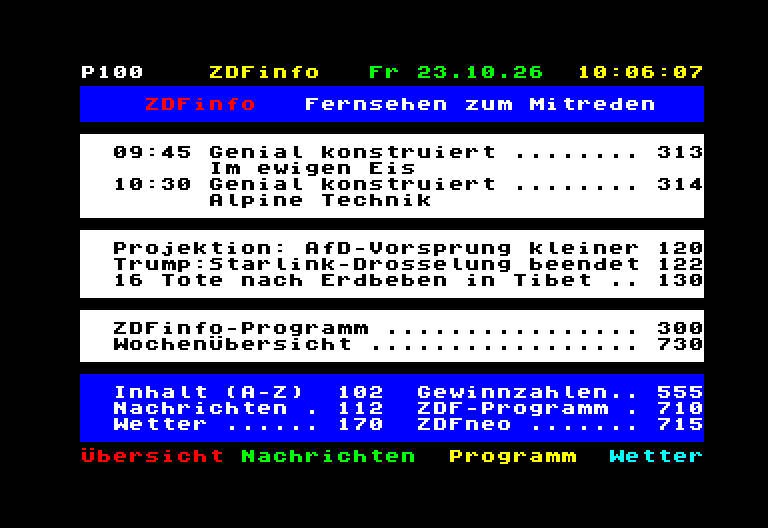 P100 ZDFinfo Fr 23.10.26 10:06:07
ZDFinfo Fernsehen zum Mitreden
09:45 Genial konstruiert ........ 313
Im ewigen Eis
10:30 Genial konstruiert ........ 314
Alpine Technik
Projektion: AfD-Vorsprung kleiner 120
Trump:Starlink-Drosselung beendet 122
16 Tote nach Erdbeben in Tibet .. 130
ZDFinfo-Programm ................ 300
Wochenübersicht ................. 730
Inhalt (A-Z) 102 Gewinnzahlen.. 555
Nachrichten . 112 ZDF-Programm . 710
Wetter ...... 170 ZDFneo ....... 715
Übersicht Nachrichten Programm Wetter